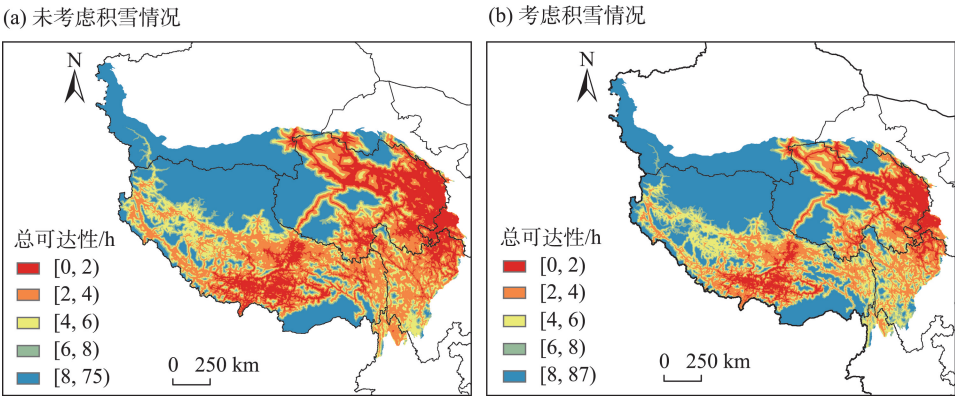 (a) 未考虑积雪情况
N
总可达性/h
[0, 2)
[2, 4)
[4, 6)
[6, 8)
[8, 75)
0 250 km
(b) 考虑积雪情况
N
总可达性/h
[0, 2)
[2, 4)
[4, 6)
[6, 8)
[8, 87)
0 250 km